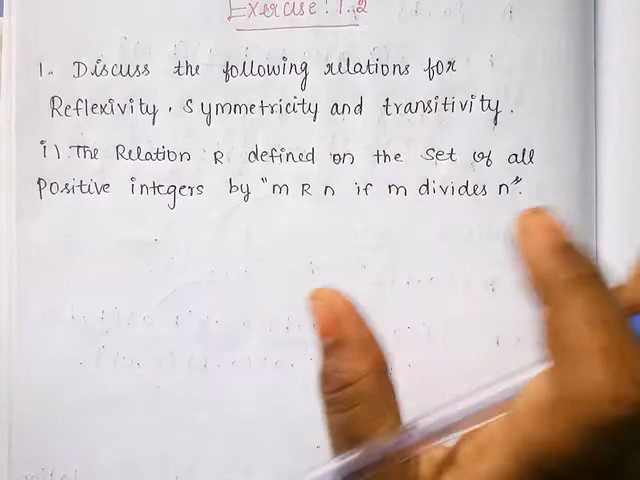 Exercise : 1.2
1. Discuss the following relations for
Reflexivity, Symmetricity and transitivity.
i) The Relation R defined on the set of all
Positive integers by "m R n if m divides n".